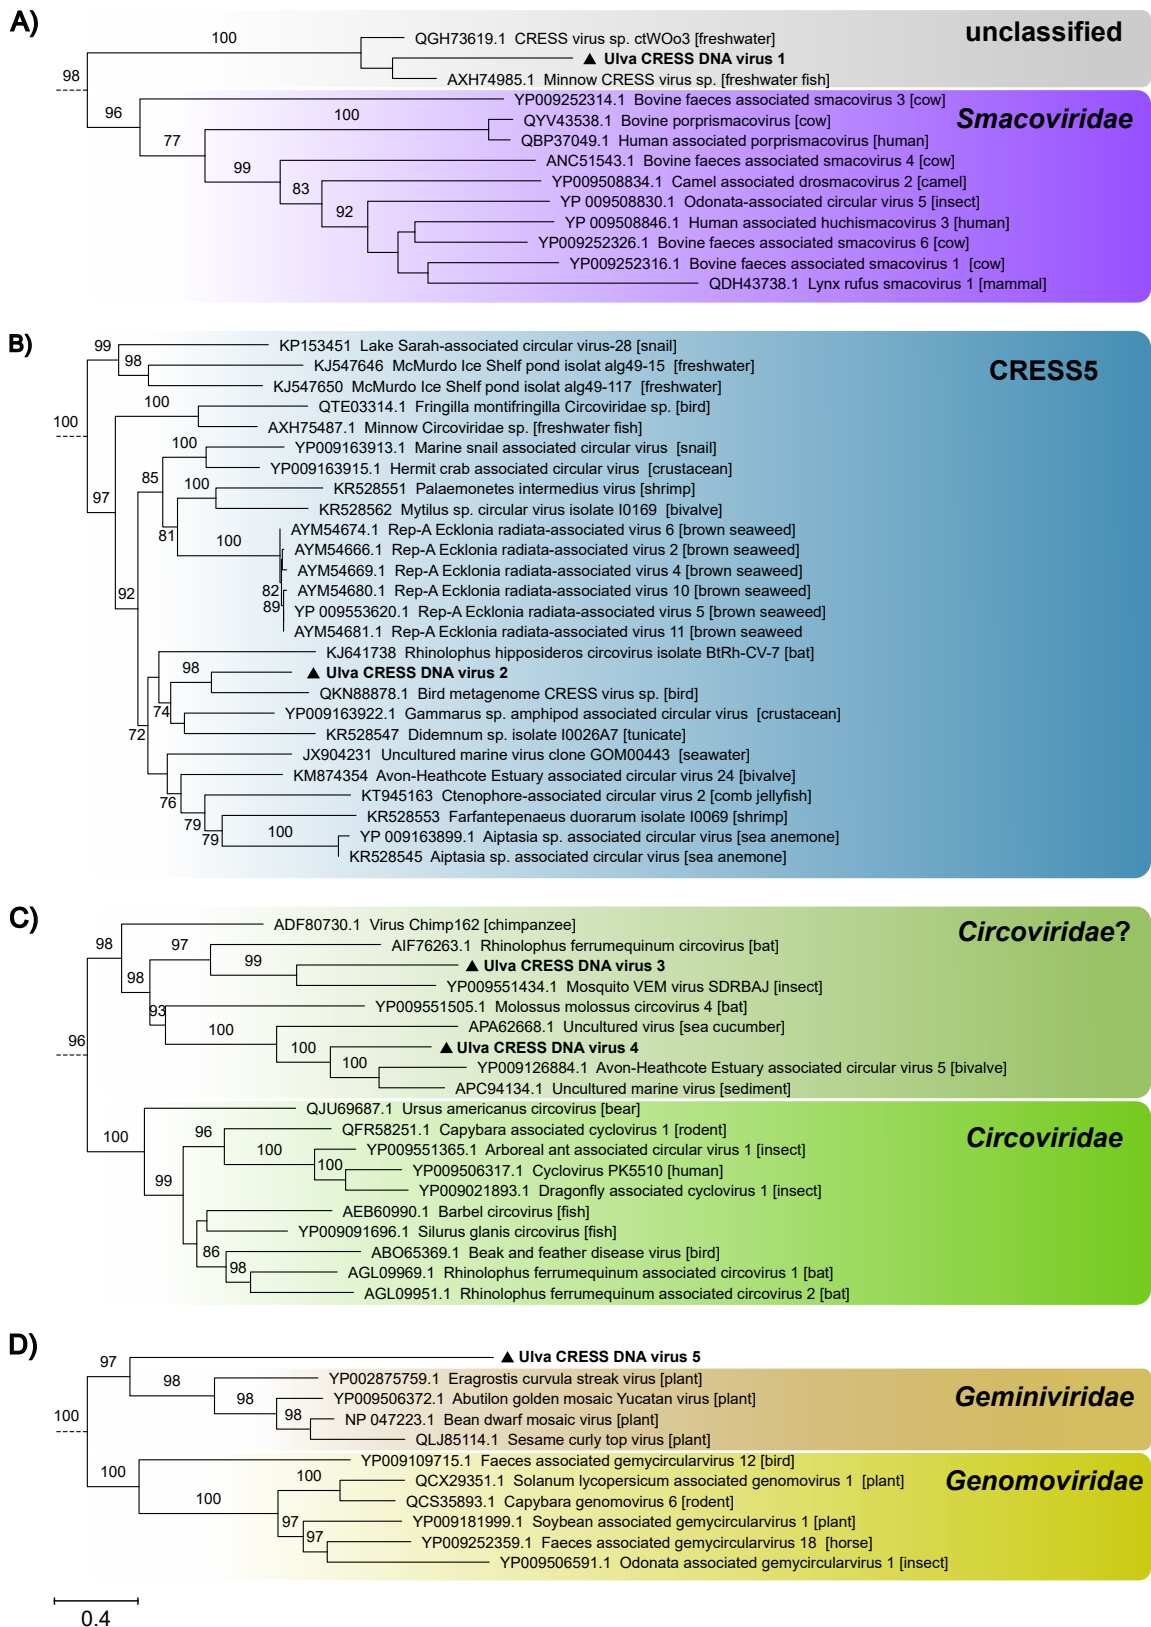 A)
unclassified
100
QGH73619.1 CRESS virus sp. ctWOo3 [freshwater]
▲ Ulva CRESS DNA virus 1
98
AXH74985.1 Minnow CRESS virus sp. [freshwater fish]
YP009252314.1 Bovine faeces associated smacovirus 3 [cow]
Smacoviridae
96
100
QYV43538.1 Bovine porprismacovirus [cow]
77
QBP37049.1 Human associated porprismacovirus [human]
99
ANC51543.1 Bovine faeces associated smacovirus 4 [cow]
83
YP009508834.1 Camel associated drosmacovirus 2 [camel]
92
YP 009508830.1 Odonata-associated circular virus 5 [insect]
YP 009508846.1 Human associated huchismacovirus 3 [human]
YP009252326.1 Bovine faeces associated smacovirus 6 [cow]
YP009252316.1 Bovine faeces associated smacovirus 1 [cow]
QDH43738.1 Lynx rufus smacovirus 1 [mammal]
B)
CRESS5
99
KP153451 Lake Sarah-associated circular virus-28 [snail]
98
KJ547646 McMurdo Ice Shelf pond isolat alg49-15 [freshwater]
KJ547650 McMurdo Ice Shelf pond isolat alg49-117 [freshwater]
100
QTE03314.1 Fringilla montifringilla Circoviridae sp. [bird]
100
AXH75487.1 Minnow Circoviridae sp. [freshwater fish]
100
YP009163913.1 Marine snail associated circular virus [snail]
YP009163915.1 Hermit crab associated circular virus [crustacean]
85
100
KR528551 Palaemonetes intermedius virus [shrimp]
97
KR528562 Mytilus sp. circular virus isolate I0169 [bivalve]
81
100
AYM54674.1 Rep-A Ecklonia radiata-associated virus 6 [brown seaweed]
AYM54666.1 Rep-A Ecklonia radiata-associated virus 2 [brown seaweed]
AYM54669.1 Rep-A Ecklonia radiata-associated virus 4 [brown seaweed]
92
82
AYM54680.1 Rep-A Ecklonia radiata-associated virus 10 [brown seaweed]
89
YP 009553620.1 Rep-A Ecklonia radiata-associated virus 5 [brown seaweed]
AYM54681.1 Rep-A Ecklonia radiata-associated virus 11 [brown seaweed
KJ641738 Rhinolophus hipposideros circovirus isolate BtRh-CV-7 [bat]
98
▲ Ulva CRESS DNA virus 2
QKN88878.1 Bird metagenome CRESS virus sp. [bird]
74
YP009163922.1 Gammarus sp. amphipod associated circular virus [crustacean]
72
KR528547 Didemnum sp. isolate I0026A7 [tunicate]
JX904231 Uncultured marine virus clone GOM00443 [seawater]
KM874354 Avon-Heathcote Estuary associated circular virus 24 [bivalve]
76
KT945163 Ctenophore-associated circular virus 2 [comb jellyfish]
79
KR528553 Farfantepenaeus duorarum isolate I0069 [shrimp]
79
100
YP 009163899.1 Aiptasia sp. associated circular virus [sea anemone]
KR528545 Aiptasia sp. associated circular virus [sea anemone]
C)
Circoviridae?
ADF80730.1 Virus Chimp162 [chimpanzee]
98
97
AIF76263.1 Rhinolophus ferrumequinum circovirus [bat]
99
▲ Ulva CRESS DNA virus 3
98
YP009551434.1 Mosquito VEM virus SDRBAJ [insect]
93
YP009551505.1 Molossus molossus circovirus 4 [bat]
100
APA62668.1 Uncultured virus [sea cucumber]
96
100
▲ Ulva CRESS DNA virus 4
100
YP009126884.1 Avon-Heathcote Estuary associated circular virus 5 [bivalve]
APC94134.1 Uncultured marine virus [sediment]
QJU69687.1 Ursus americanus circovirus [bear]
Circoviridae
100
96
QFR58251.1 Capybara associated cyclovirus 1 [rodent]
100
YP009551365.1 Arboreal ant associated circular virus 1 [insect]
100
YP009506317.1 Cyclovirus PK5510 [human]
99
YP009021893.1 Dragonfly associated cyclovirus 1 [insect]
AEB60990.1 Barbel circovirus [fish]
YP009091696.1 Silurus glanis circovirus [fish]
86
ABO65369.1 Beak and feather disease virus [bird]
98
AGL09969.1 Rhinolophus ferrumequinum associated circovirus 1 [bat]
AGL09951.1 Rhinolophus ferrumequinum associated circovirus 2 [bat]
D)
97
▲ Ulva CRESS DNA virus 5
98
YP002875759.1 Eragrostis curvula streak virus [plant]
Geminiviridae
98
YP009506372.1 Abutilon golden mosaic Yucatan virus [plant]
100
98
NP 047223.1 Bean dwarf mosaic virus [plant]
QLJ85114.1 Sesame curly top virus [plant]
YP009109715.1 Faeces associated gemycircularvirus 12 [bird]
Genomoviridae
100
100
QCX29351.1 Solanum lycopersicum associated genomovirus 1 [plant]
100
QCS35893.1 Capybara genomovirus 6 [rodent]
97
YP009181999.1 Soybean associated gemycircularvirus 1 [plant]
97
YP009252359.1 Faeces associated gemycircularvirus 18 [horse]
YP009506591.1 Odonata associated gemycircularvirus 1 [insect]
0.4